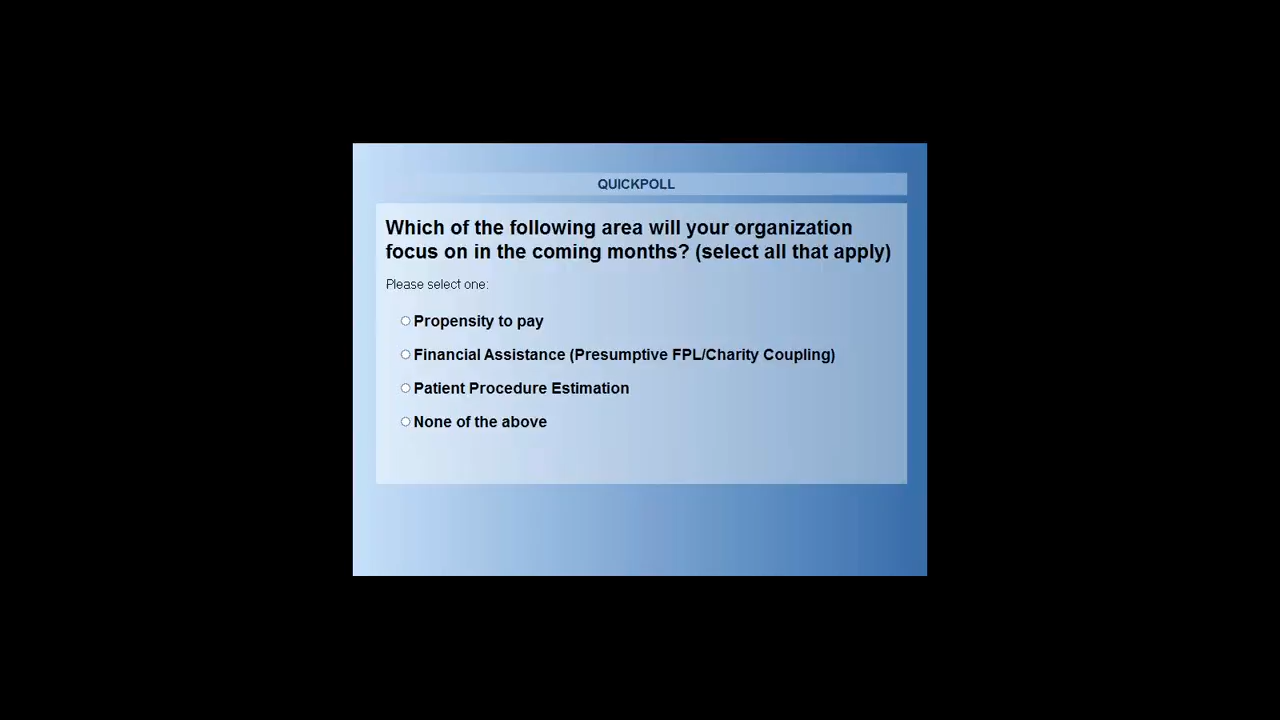 QUICKPOLL
Which of the following area will your organization
focus on in the coming months? (select all that apply)
Please select one:
Propensity to pay
Financial Assistance (Presumptive FPL/Charity Coupling)
Patient Procedure Estimation
None of the above